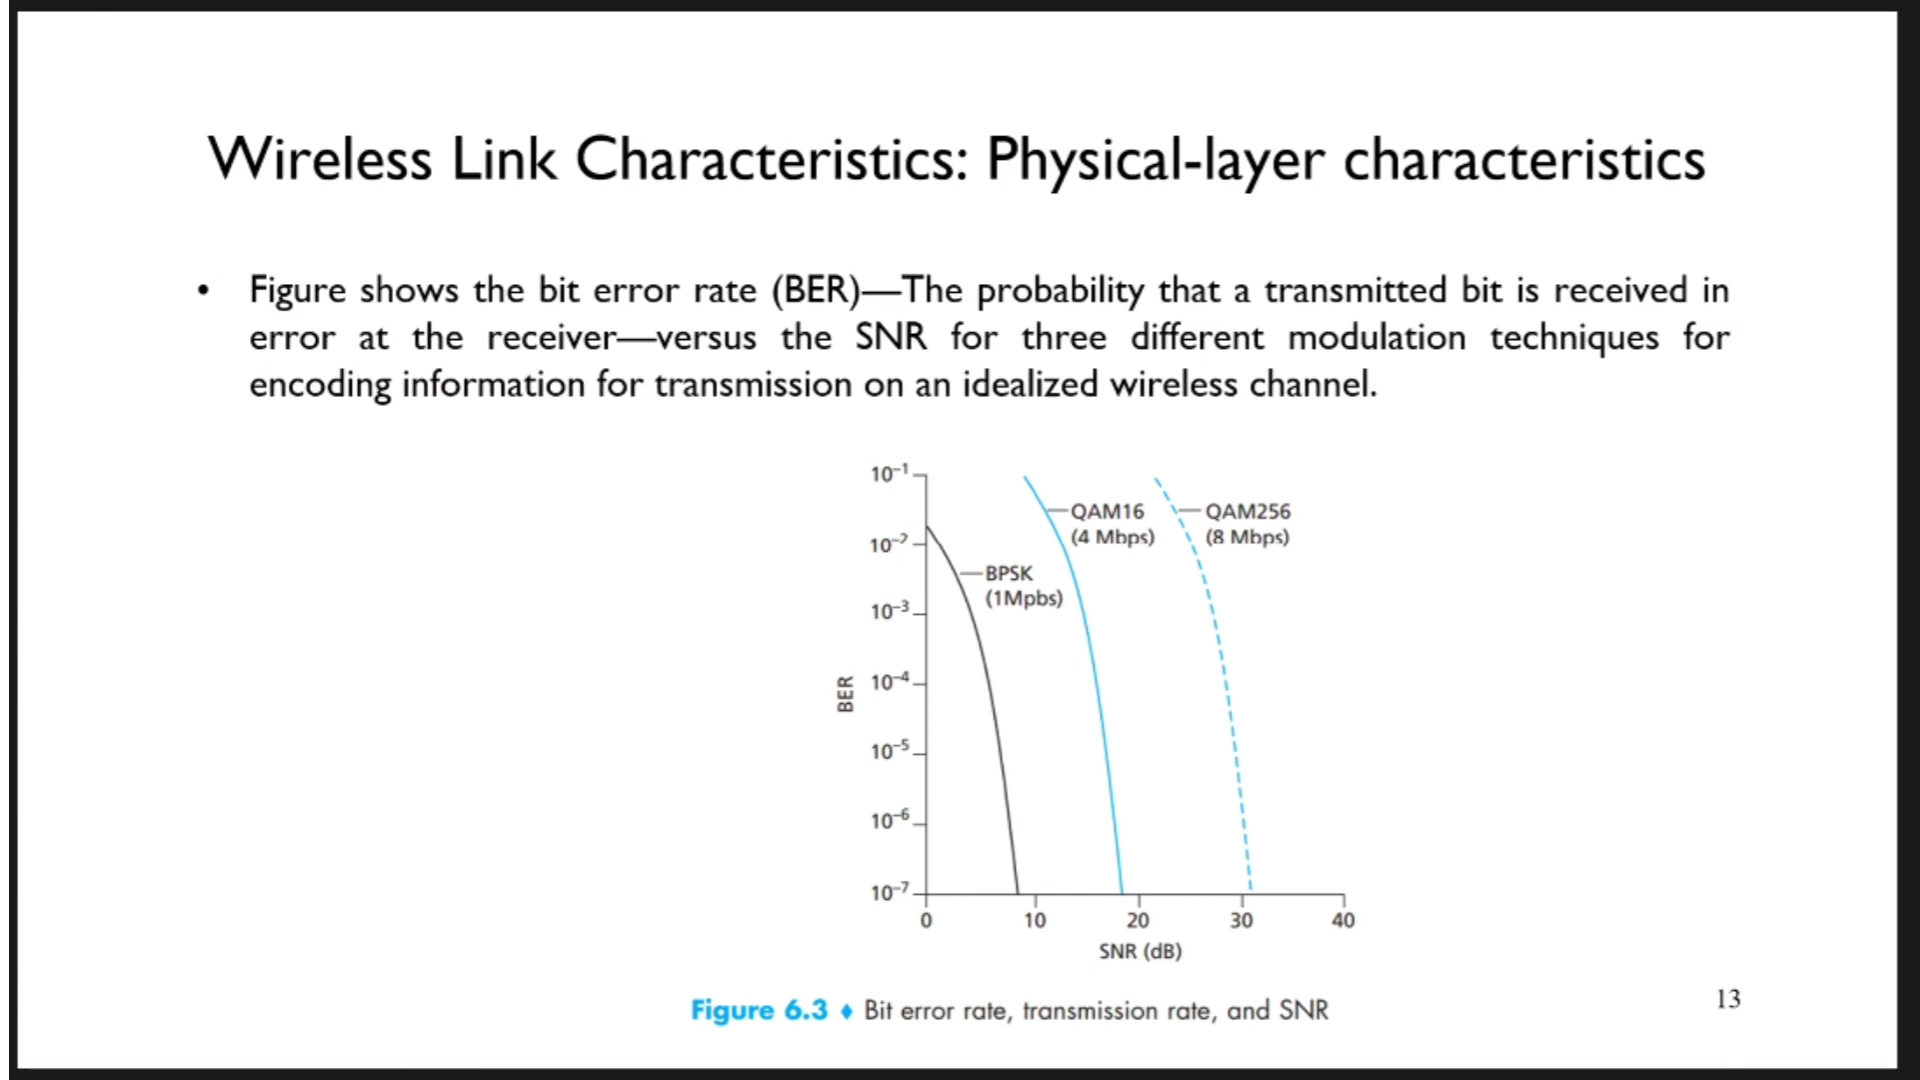 Wireless Link Characteristics: Physical-layer characteristics
• Figure shows the bit error rate (BER)—The probability that a transmitted bit is received in
error at the receiver—versus the SNR for three different modulation techniques for
encoding information for transmission on an idealized wireless channel.
10⁻¹
10⁻²
10⁻³
10⁻⁴
10⁻⁵
10⁻⁶
10⁻⁷
BER
QAM16
(4 Mbps)
QAM256
(8 Mbps)
BPSK
(1Mpbs)
0 10 20 30 40
SNR (dB)
Figure 6.3 ♦ Bit error rate, transmission rate, and SNR
13